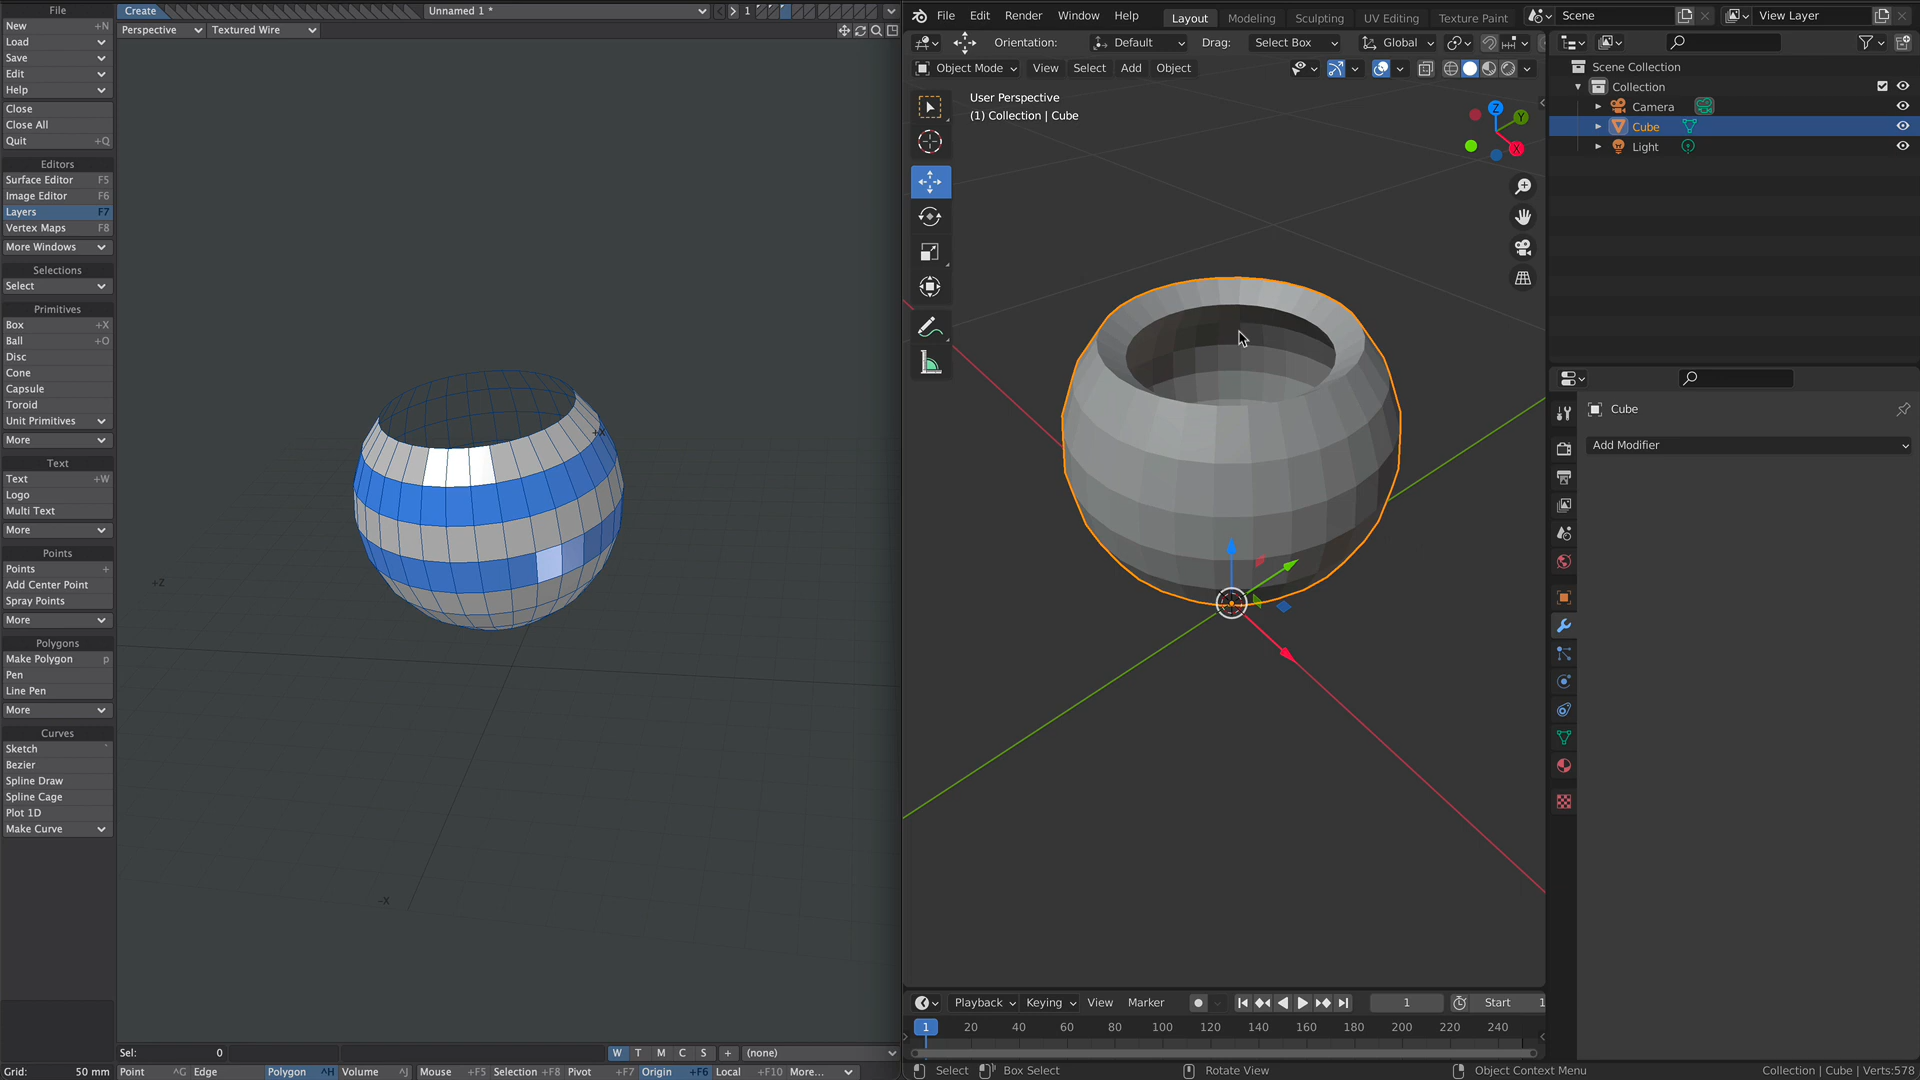 File
New +N
Load
Save
Edit
Help
Close
Close All
Quit +Q
Editors
Surface Editor F5
Image Editor F6
Layers F7
Vertex Maps F8
More Windows
Selections
Select
Primitives
Box +X
Ball +O
Disc
Cone
Capsule
Toroid
Unit Primitives
More
Text
Text +W
Logo
Multi Text
More
Points
Points +
Add Center Point
Spray Points
More
Polygons
Make Polygon p
Pen
Line Pen
More
Curves
Sketch `
Bezier
Spline Draw
Spline Cage
Plot 1D
Make Curve
Create Unnamed 1 * 1
Perspective Textured Wire
+Z
-X
Sel: 0 W T M C S + (none)
Grid: 50 mm Point ^G Edge Polygon ^H Volume ^J Mouse +F5 Selection +F8 Pivot +F7 Origin +F6 Local +F10 More...
File Edit Render Window Help Layout Modeling Sculpting UV Editing Texture Paint Scene View Layer
Orientation: Default Drag: Select Box Global
Object Mode View Select Add Object
User Perspective
(1) Collection | Cube
Z
Y
X
Scene Collection
Collection
Camera
Cube
Light
Cube
Add Modifier
Playback Keying View Marker 1 Start 1
1 20 40 60 80 100 120 140 160 180 200 220 240
Select Box Select Rotate View Object Context Menu Collection | Cube | Verts:578